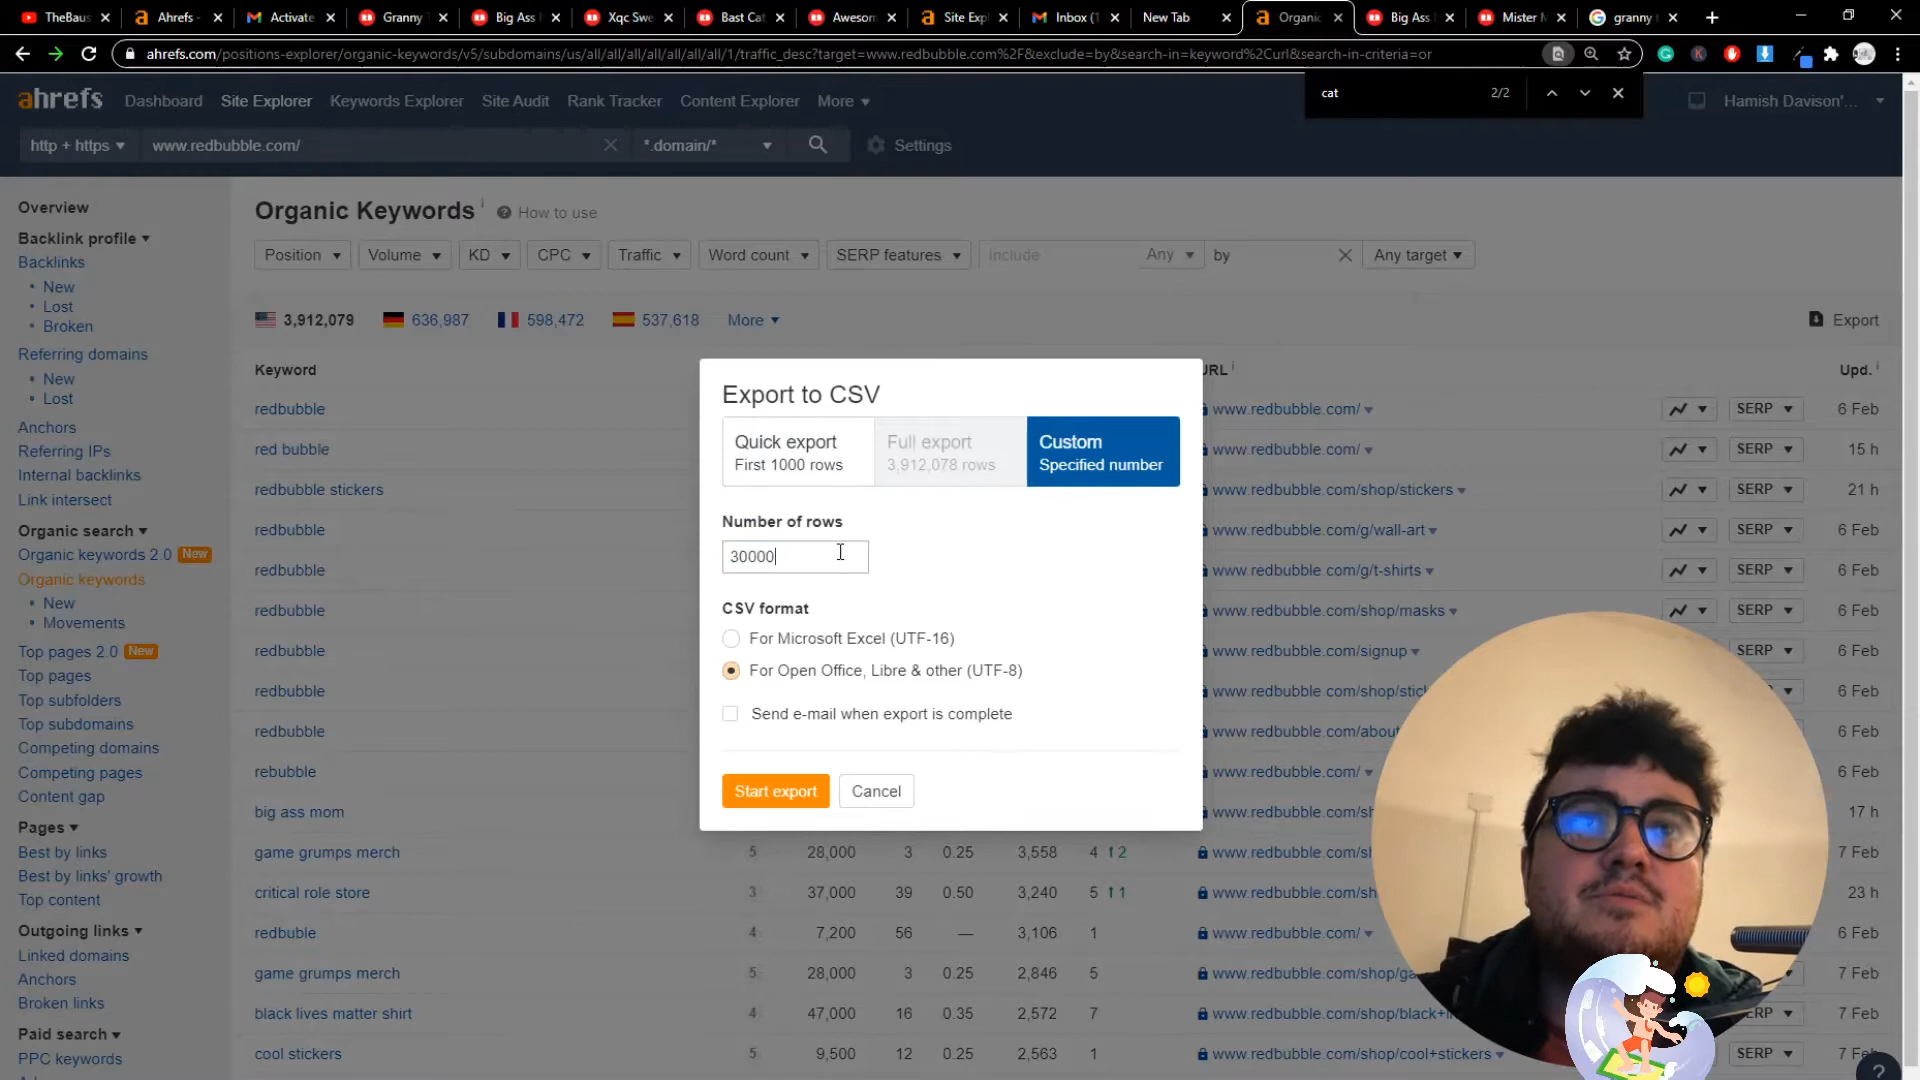 TheBaus
Ahrefs -
Activate
Granny
Big Ass
Xqc Swe
Bast Cat
Awesom
Site Expl
Inbox (1
New Tab
Organic
Big Ass M
Mister M
granny
ahrefs.com/positions-explorer/organic-keywords/v5/subdomains/us/all/all/all/all/all/all/1/traffic_desc?target=www.redbubble.com%2F&exclude=by&search-in=keyword%2Curl&search-in-criteria=or
cat 2/2
ahrefs Dashboard Site Explorer Keywords Explorer Site Audit Rank Tracker Content Explorer More Hamish Davison'...
http + https www.redbubble.com/ *.domain/* Settings
Overview
Backlink profile
Backlinks
New
Lost
Broken
Referring domains
New
Lost
Anchors
Referring IPs
Internal backlinks
Link intersect
Organic search
Organic keywords 2.0 New
Organic keywords
New
Movements
Top pages 2.0 New
Top pages
Top subfolders
Top subdomains
Competing domains
Competing pages
Content gap
Pages
Best by links
Best by links' growth
Top content
Outgoing links
Linked domains
Anchors
Broken links
Paid search
PPC keywords
Organic Keywords i ? How to use
Position Volume KD CPC Traffic Word count SERP features Include Any by Any target
3,912,079 636,987 598,472 537,618 More Export
Keyword URL i Upd. i
redbubble www.redbubble.com/ SERP 6 Feb
red bubble www.redbubble.com/ SERP 15 h
redbubble stickers www.redbubble.com/shop/stickers SERP 21 h
redbubble www.redbubble.com/g/wall-art SERP 6 Feb
redbubble www.redbubble.com/g/t-shirts SERP 6 Feb
redbubble www.redbubble.com/shop/masks SERP 6 Feb
redbubble www.redbubble.com/signup SERP 6 Feb
redbubble www.redbubble.com/shop/stic SERP 6 Feb
redbubble www.redbubble.com/about 6 Feb
rebubble www.redbubble.com/ 6 Feb
big ass mom www.redbubble.com/sh 17 h
game grumps merch 5 28,000 3 0.25 3,558 4 ↑2 www.redbubble.com/sh 7 Feb
critical role store 3 37,000 39 0.50 3,240 5 ↑1 www.redbubble.com/sh 23 h
redbuble 4 7,200 56 — 3,106 1 www.redbubble.com/ 6 Feb
game grumps merch 5 28,000 3 0.25 2,846 5 www.redbubble.com/shop/ga 7 Feb
black lives matter shirt 4 47,000 16 0.35 2,572 7 www.redbubble.com/shop/black+l SERP 7 Feb
cool stickers 5 9,500 12 0.25 2,563 1 www.redbubble.com/shop/cool+stickers SERP 7 Fe
Export to CSV
Quick export
First 1000 rows
Full export
3,912,078 rows
Custom
Specified number
Number of rows
30000
CSV format
For Microsoft Excel (UTF-16)
For Open Office, Libre & other (UTF-8)
Send e-mail when export is complete
Start export Cancel
?